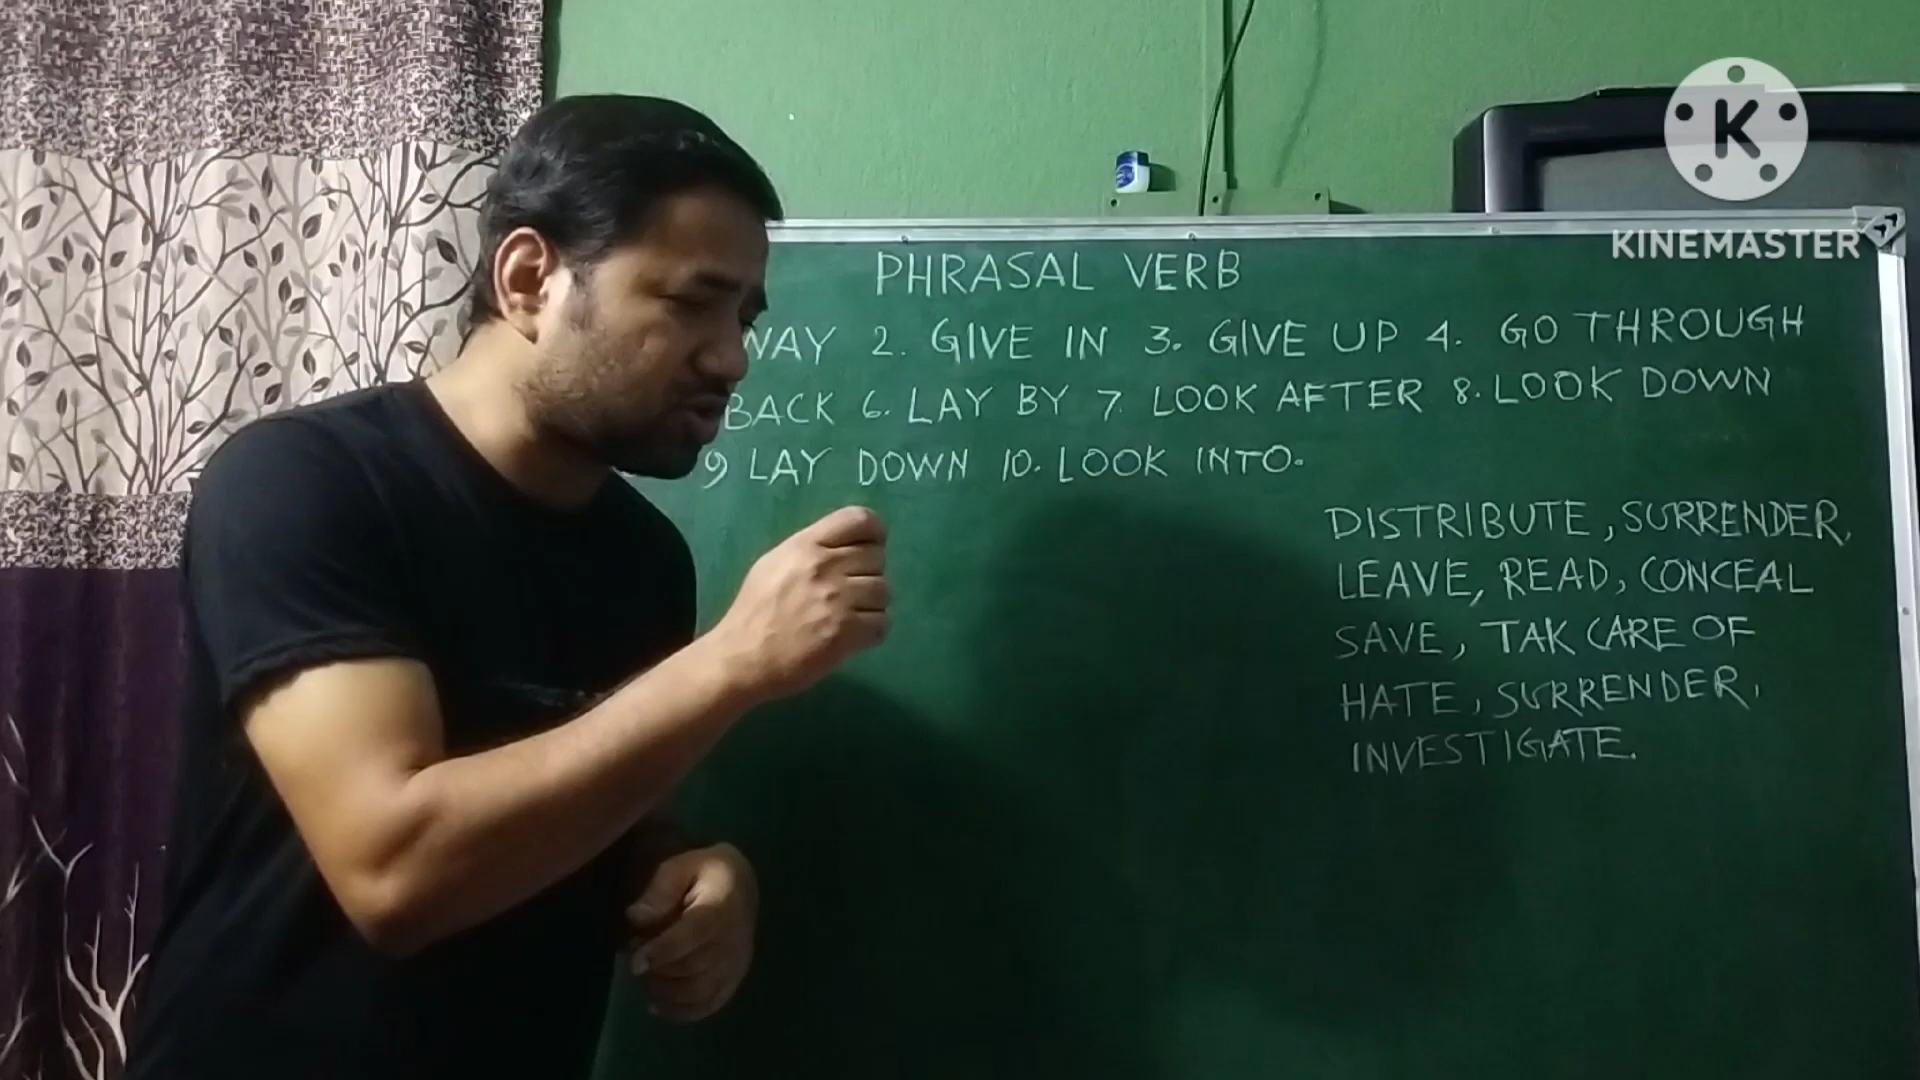 K
KINEMASTER
PHRASAL VERB
WAY 2. GIVE IN 3. GIVE UP 4. GO THROUGH
BACK 6. LAY BY 7. LOOK AFTER 8. LOOK DOWN
9 LAY DOWN 10. LOOK INTO.
DISTRIBUTE, SURRENDER,
LEAVE, READ, CONCEAL
SAVE, TAK CARE OF
HATE, SURRENDER,
INVESTIGATE.